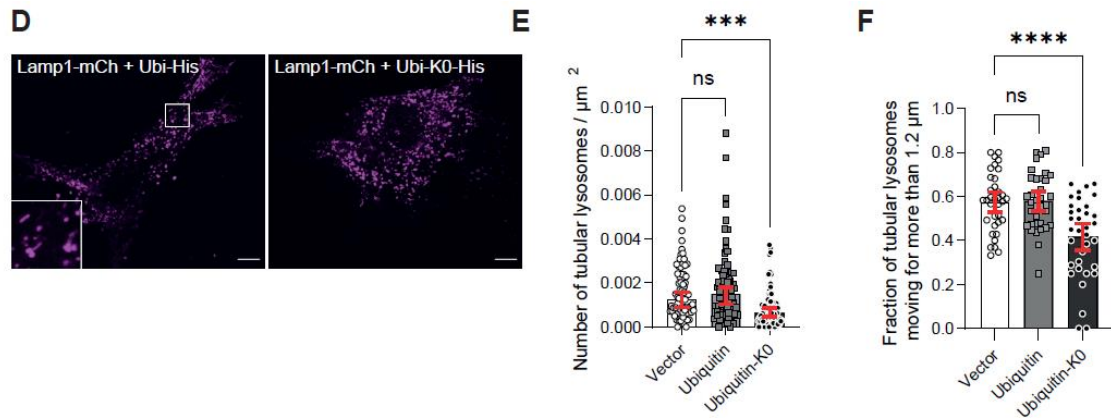 D
Lamp1-mCh + Ubi-His
Lamp1-mCh + Ubi-K0-His
E
***
ns
Number of tubular lysosomes / µm 2
0.010
0.008
0.006
0.004
0.002
0.000
Vector
Ubiquitin
Ubiquitin-K0
F
****
ns
Fraction of tubular lysosomes
moving for more than 1.2 µm
1.0
0.8
0.6
0.4
0.2
0.0
Vector
Ubiquitin
Ubiquitin-K0